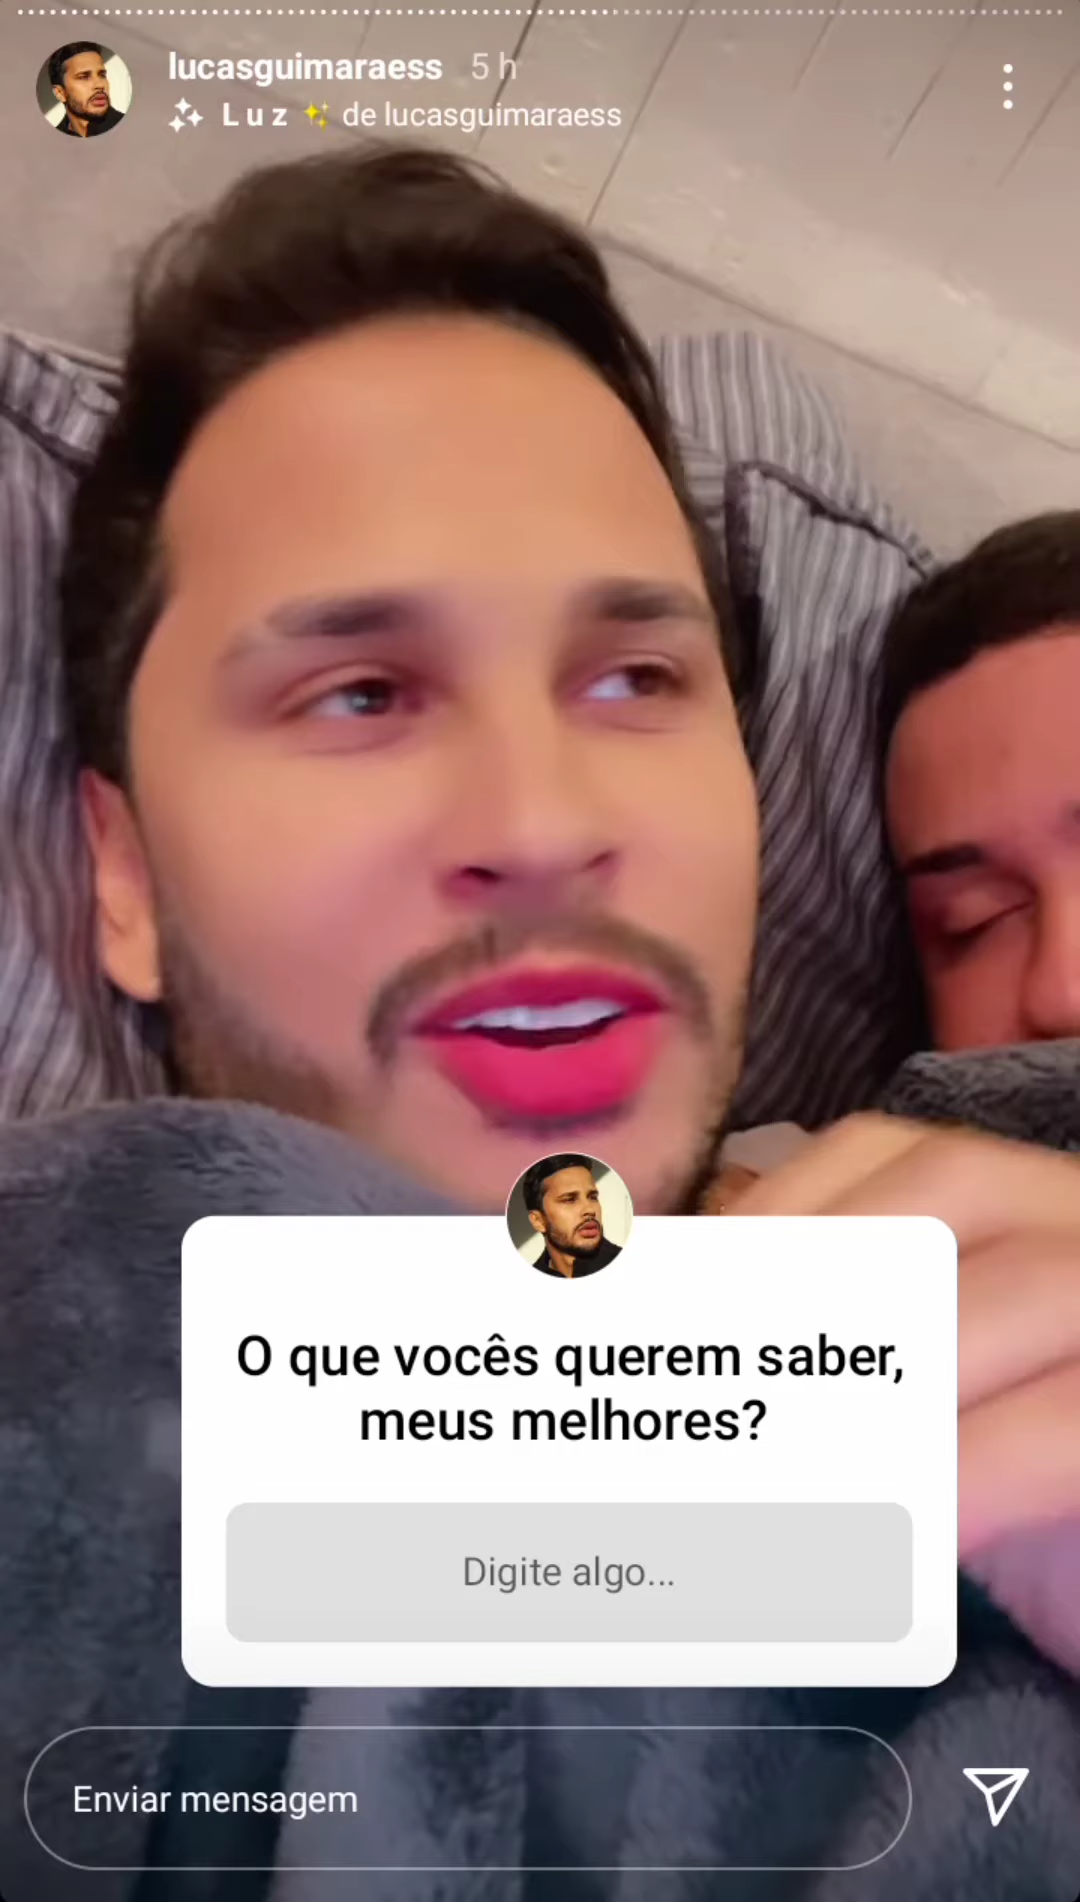 lucasguimaraess 5 h
L u z ✨ de lucasguimaraess
O que vocês querem saber,
meus melhores?
Digite algo...
Enviar mensagem